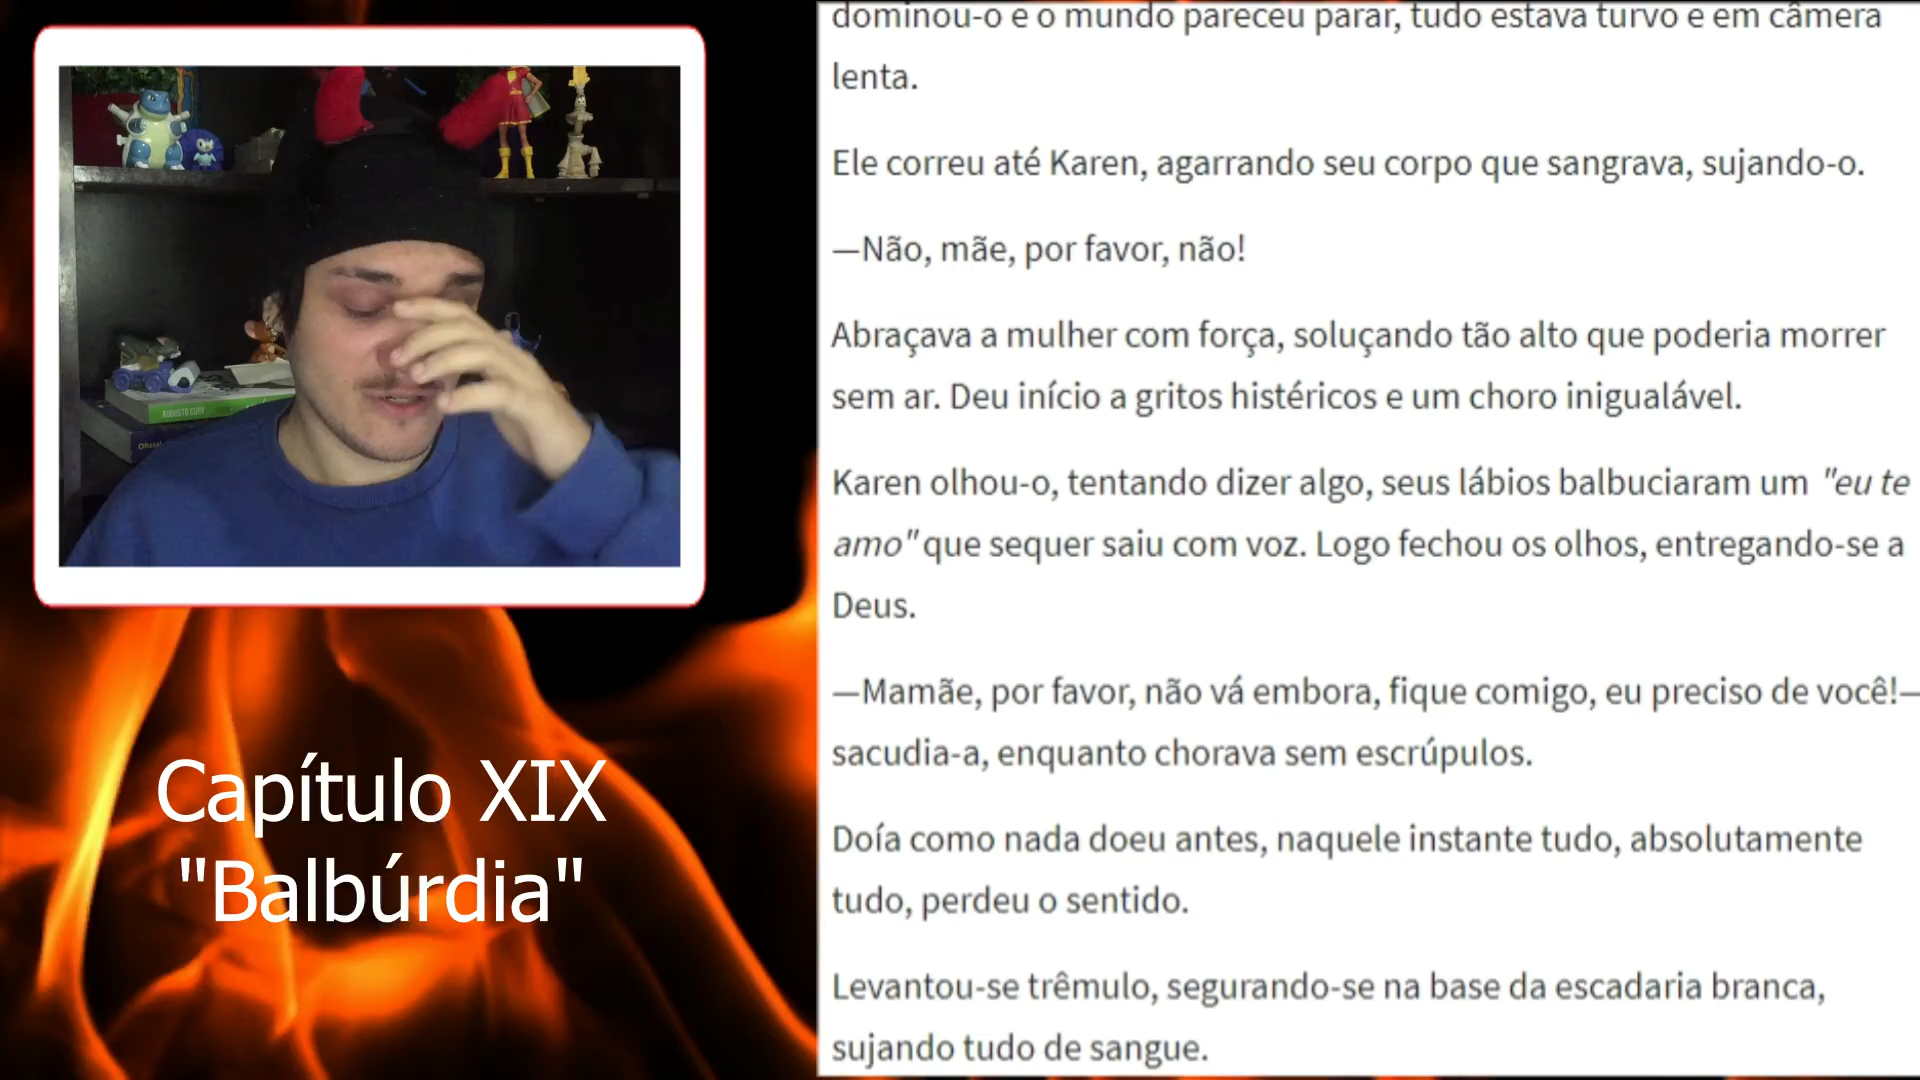 dominou-o e o mundo pareceu parar, tudo estava turvo e em câmera
lenta.
Ele correu até Karen, agarrando seu corpo que sangrava, sujando-o.
—Não, mãe, por favor, não!
Abraçava a mulher com força, soluçando tão alto que poderia morrer
sem ar. Deu início a gritos histéricos e um choro inigualável.
Karen olhou-o, tentando dizer algo, seus lábios balbuciaram um "eu te
amo" que sequer saiu com voz. Logo fechou os olhos, entregando-se a
Deus.
—Mamãe, por favor, não vá embora, fique comigo, eu preciso de você!—
sacudia-a, enquanto chorava sem escrúpulos.
Doía como nada doeu antes, naquele instante tudo, absolutamente
tudo, perdeu o sentido.
Levantou-se trêmulo, segurando-se na base da escadaria branca,
sujando tudo de sangue.
AUGUSTO CURY
Oficial
Capítulo XIX
"Balbúrdia"